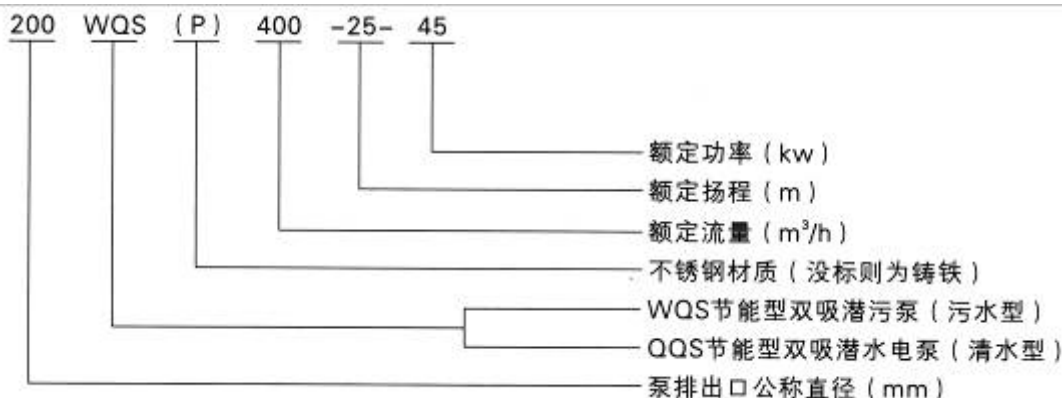 200 WQS (P) 400 -25- 45
额定功率(kw)
额定扬程(m)
额定流量(m³/h)
不锈钢材质(没标则为铸铁)
WQS节能型双吸潜污泵(污水型)
QQS节能型双吸潜水电泵(清水型)
泵排出口公称直径(mm)